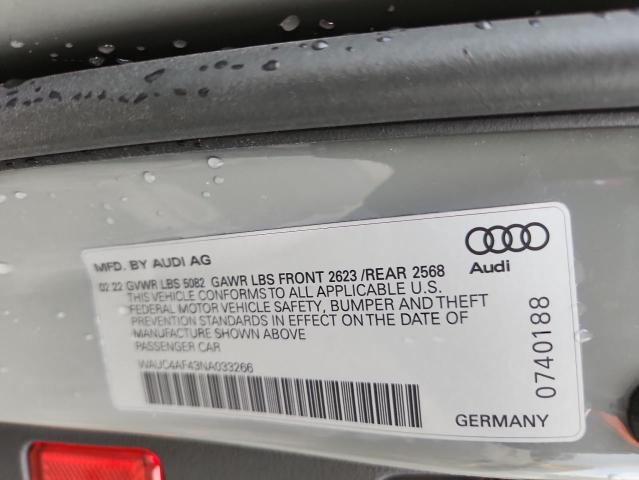 MFD. BY AUDI AG
02 22 GVWR LBS 5082 GAWR LBS FRONT 2623 /REAR 2568
THIS VEHICLE CONFORMS TO ALL APPLICABLE U.S.
FEDERAL MOTOR VEHICLE SAFETY, BUMPER AND THEFT
PREVENTION STANDARDS IN EFFECT ON THE DATE OF
MANUFACTURE SHOWN ABOVE
PASSENGER CAR
WAUC4AF43NA033266
Audi
0740188
GERMANY